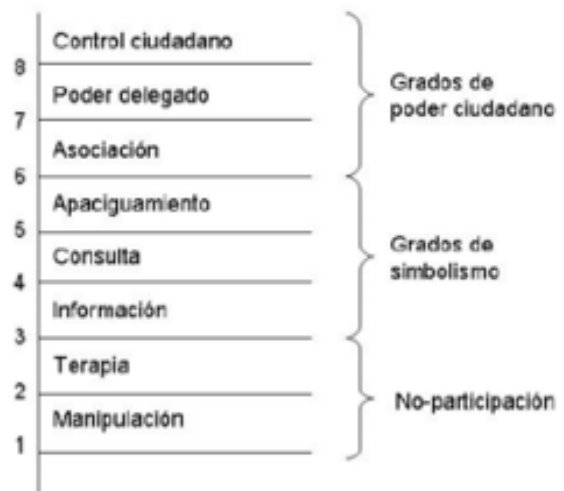 Control ciudadano
8
Poder delegado
7
Asociación
6
Apaciguamiento
5
Consulta
4
Información
3
Terapia
2
Manipulación
1
Grados de
poder ciudadano
Grados de
simbolismo
No-participación